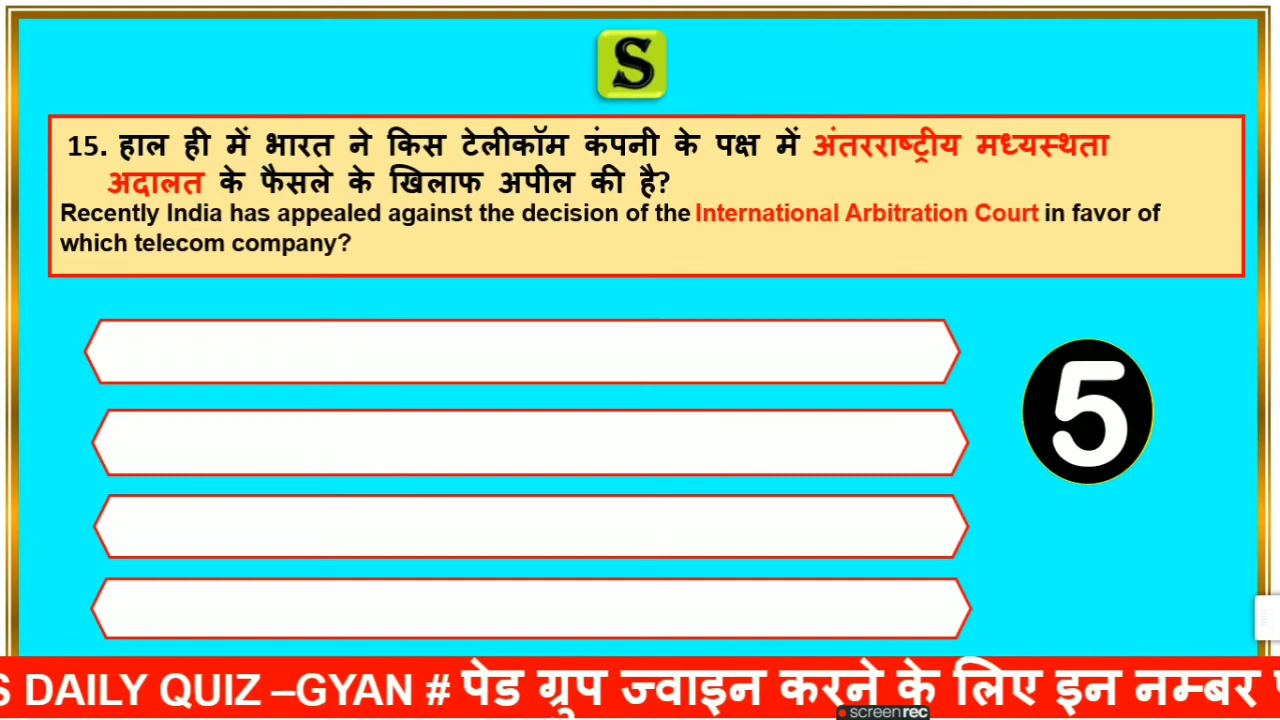 S
15. हाल ही में भारत ने किस टेलीकॉम कंपनी के पक्ष में अंतरराष्ट्रीय मध्यस्थता
अदालत के फैसले के खिलाफ अपील की है?
Recently India has appealed against the decision of the International Arbitration Court in favor of
which telecom company?
5
S DAILY QUIZ –GYAN # पेड ग्रुप ज्वाइन करने के लिए इन नम्बर
screenrec